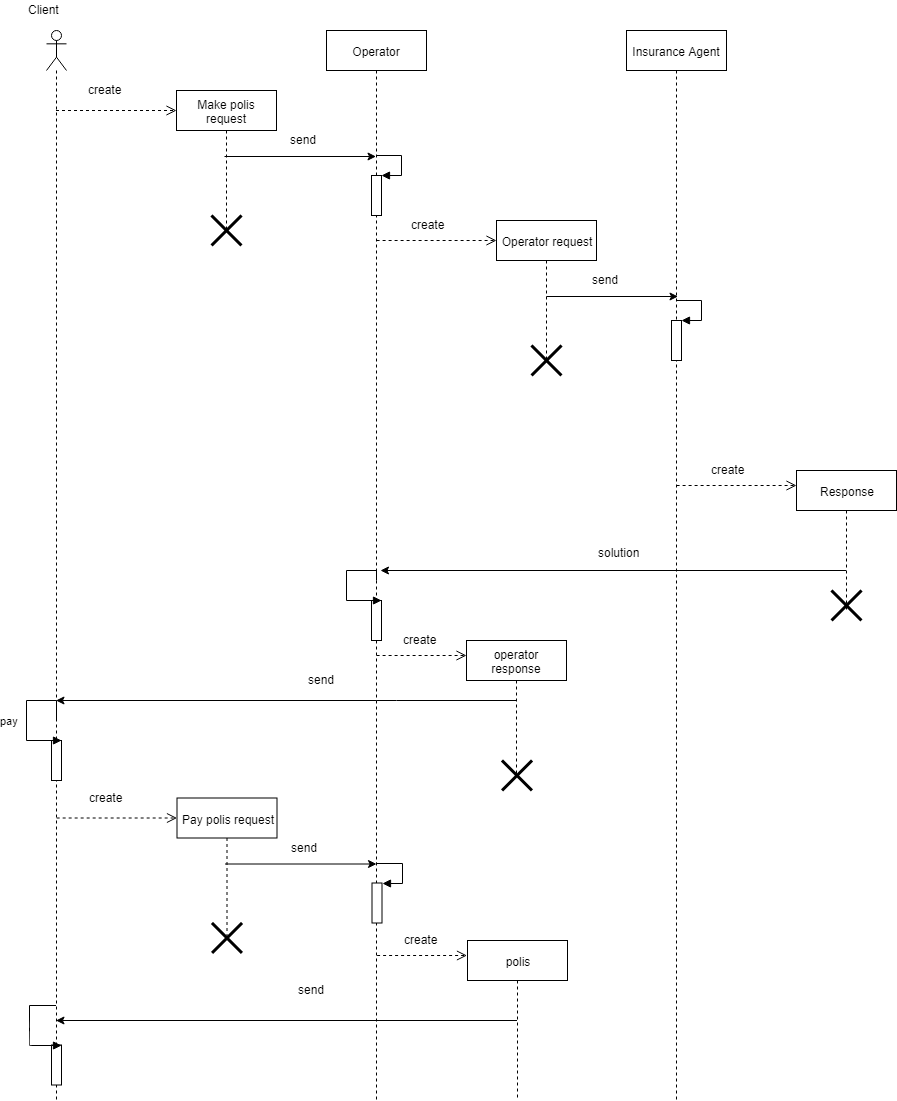 Client
Operator
Insurance Agent
create
Make polis
request
send
create
Operator request
send
create
Response
solution
create
operator
response
send
pay
create
Pay polis request
send
create
polis
send